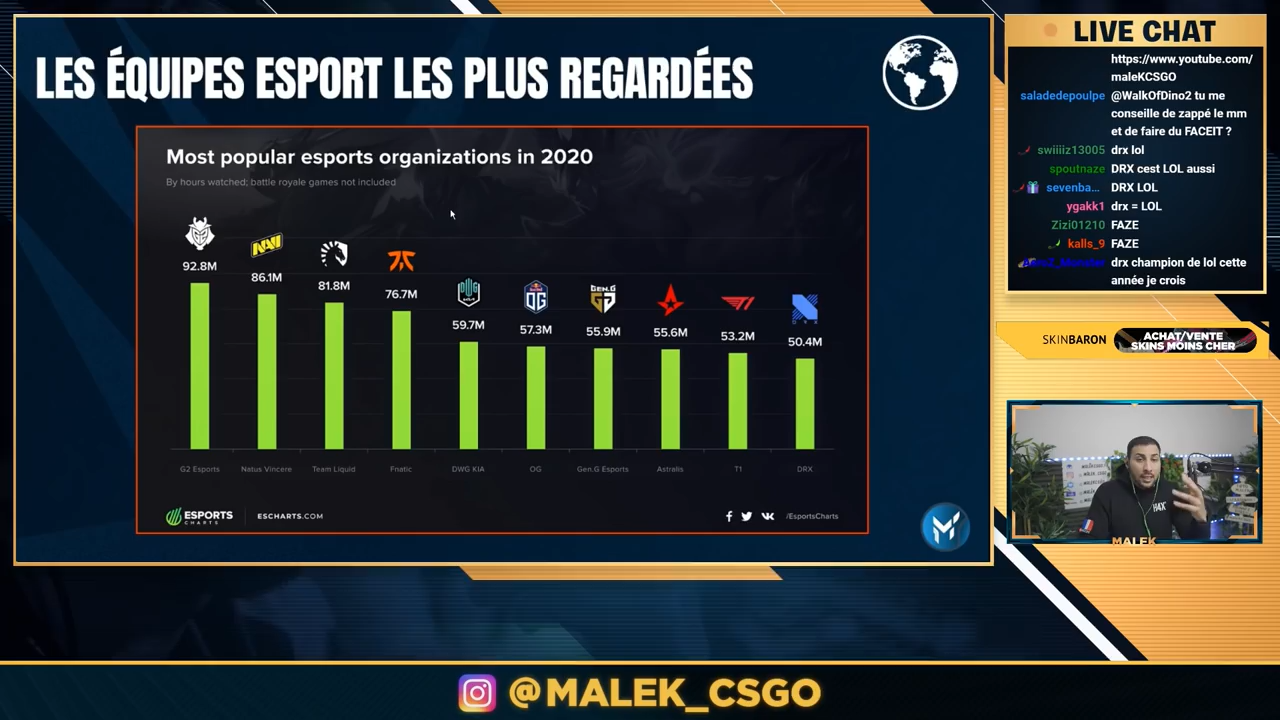 LES ÉQUIPES ESPORT LES PLUS REGARDÉES
Most popular esports organizations in 2020
By hours watched; battle royale games not included
NAVI
OG
GEN.G
92.8M
86.1M
81.8M
76.7M
59.7M
57.3M
55.9M
55.6M
53.2M
50.4M
G2 Esports
Natus Vincere
Team Liquid
Fnatic
DWG KIA
OG
Gen.G Esports
Astralis
T1
DRX
ESPORTS
CHARTS
ESCHARTS.COM
/EsportsCharts
LIVE CHAT
https://www.youtube.com/
maleKCSGO
saladedepoulpe @WalkOfDino2 tu me
conseille de zappé le mm
et de faire du FACEIT ?
swiiiz13005 drx lol
spoutnaze DRX cest LOL aussi
sevenba... DRX LOL
ygakk1 drx = LOL
Zizi01210 FAZE
kalls_9 FAZE
drx champion de lol cette
année je crois
SKINBARON
ACHAT/VENTE
SKINS MOINS CHER
MALEK
@MALEK_CSGO